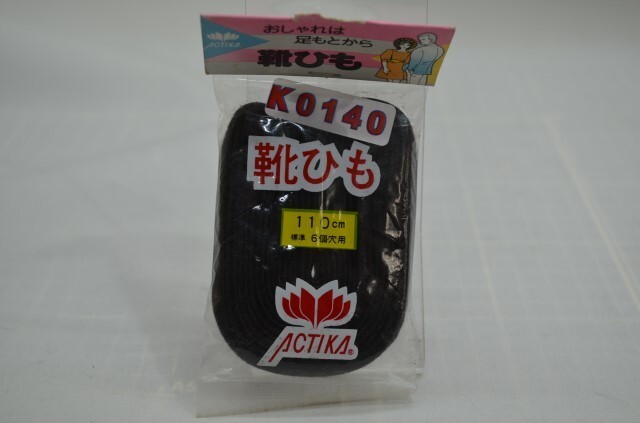 おしゃれは
足もとから
靴ひも
ACTIKA
K0140
靴ひも
110cm
標準 6個穴用
ACTIKA®